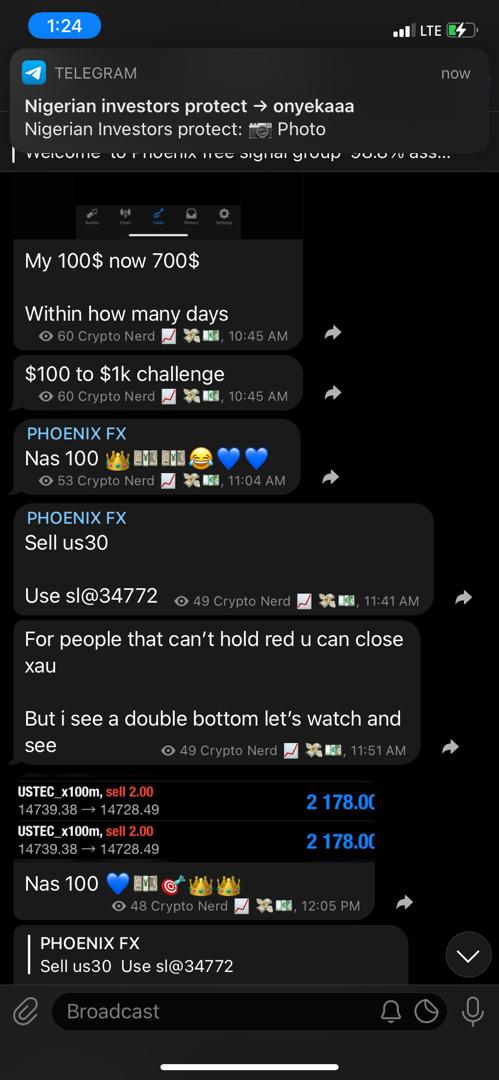 1:24
LTE
TELEGRAM
now
Nigerian investors protect → onyekaaa
Nigerian Investors protect: 📷 Photo
Welcome to Phoenix free signal group 98.8% ass...
Quotes Chart Trade History Settings
My 100$ now 700$
Within how many days
60 Crypto Nerd 📈 💸💵, 10:45 AM
$100 to $1k challenge
60 Crypto Nerd 📈 💸💵, 10:45 AM
PHOENIX FX
Nas 100 👑💵💵😂💙💙
53 Crypto Nerd 📈 💸💵, 11:04 AM
PHOENIX FX
Sell us30
Use sl@34772
49 Crypto Nerd 📈 💸💵, 11:41 AM
For people that can’t hold red u can close
xau
But i see a double bottom let’s watch and
see
49 Crypto Nerd 📈 💸💵, 11:51 AM
USTEC_x100m, sell 2.00
14739.38 → 14728.49
2 178.00
USTEC_x100m, sell 2.00
14739.38 → 14728.49
2 178.00
Nas 100 💙💵🎯👑👑
48 Crypto Nerd 📈 💸💵, 12:05 PM
PHOENIX FX
Sell us30 Use sl@34772
Broadcast